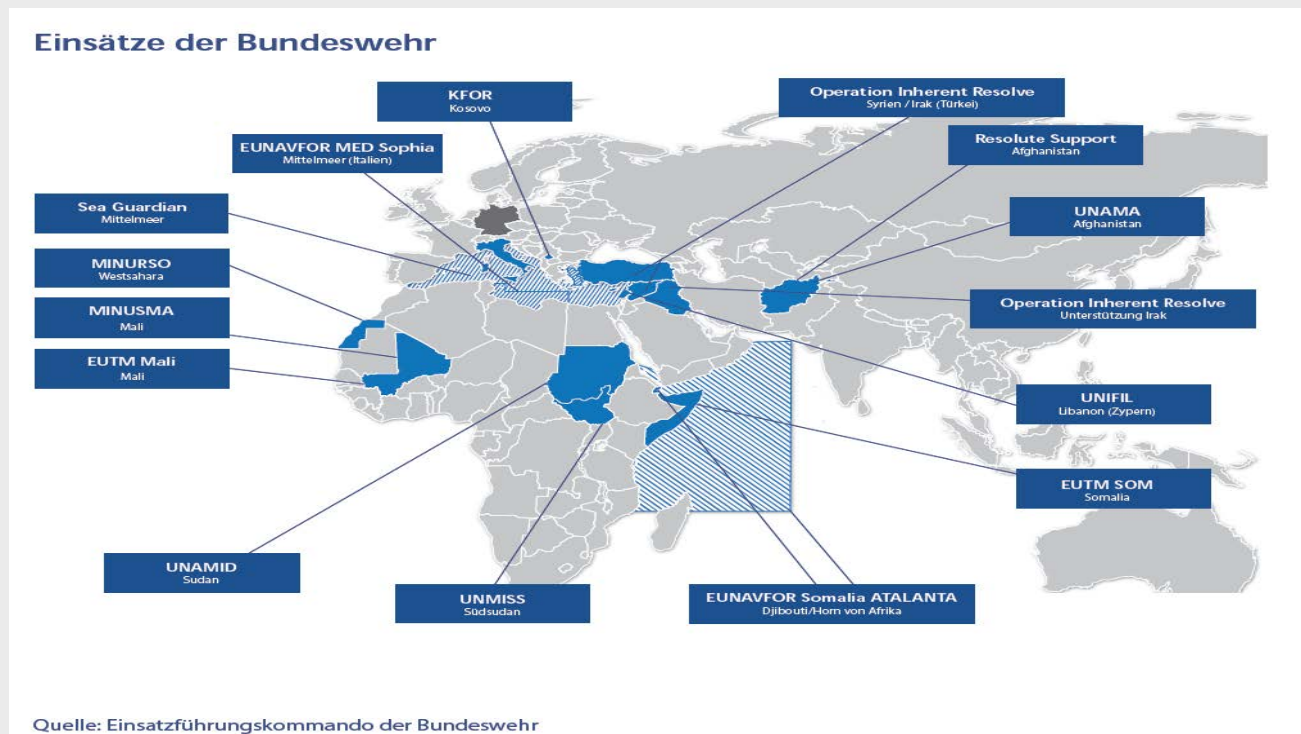 Einsätze der Bundeswehr
KFOR
Kosovo
Operation Inherent Resolve
Syrien / Irak (Türkei)
EUNAVFOR MED Sophia
Mittelmeer (Italien)
Resolute Support
Afghanistan
Sea Guardian
Mittelmeer
UNAMA
Afghanistan
MINURSO
Westsahara
MINUSMA
Mali
Operation Inherent Resolve
Unterstützung Irak
EUTM Mali
Mali
UNIFIL
Libanon (Zypern)
EUTM SOM
Somalia
UNAMID
Sudan
UNMISS
Südsudan
EUNAVFOR Somalia ATALANTA
Djibouti/Horn von Afrika
Quelle: Einsatzführungskommando der Bundeswehr